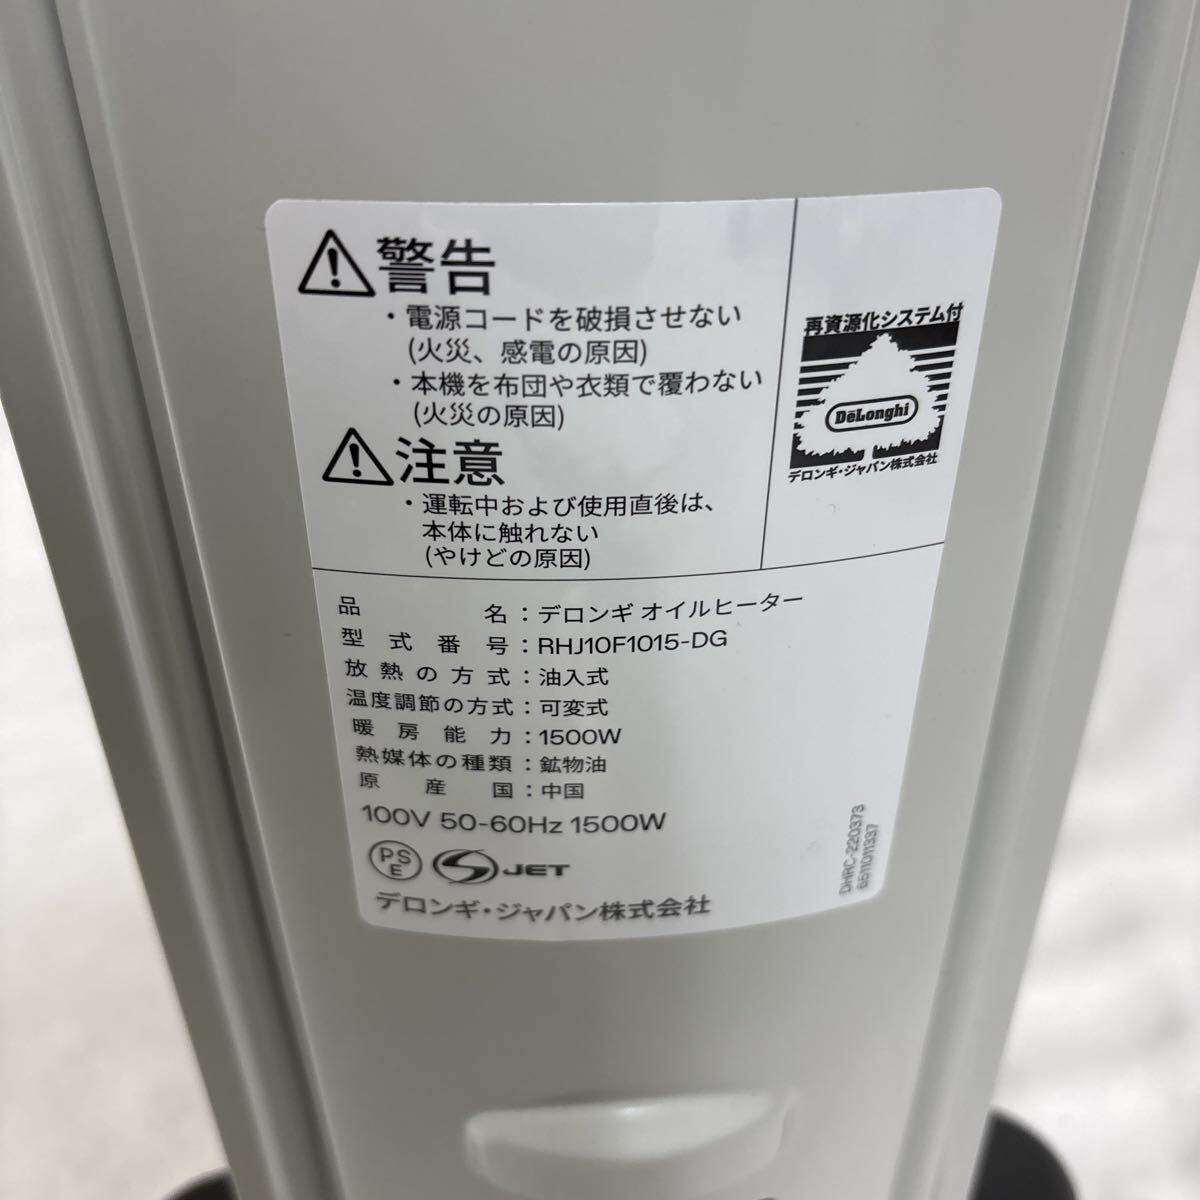 警告
・電源コードを破損させない
(火災、感電の原因)
・本機を布団や衣類で覆わない
(火災の原因)
注意
・運転中および使用直後は、
本体に触れない
(やけどの原因)
再資源化システム付
DēLonghi
デロンギ・ジャパン株式会社
品名：デロンギ オイルヒーター
型式番号：RHJ10F1015-DG
放熱の方式：油入式
温度調節の方式：可変式
暖房能力：1500W
熱媒体の種類：鉱物油
原産国：中国
100V 50-60Hz 1500W
PSE
S JET
デロンギ・ジャパン株式会社
DHRC-220373
6511011337